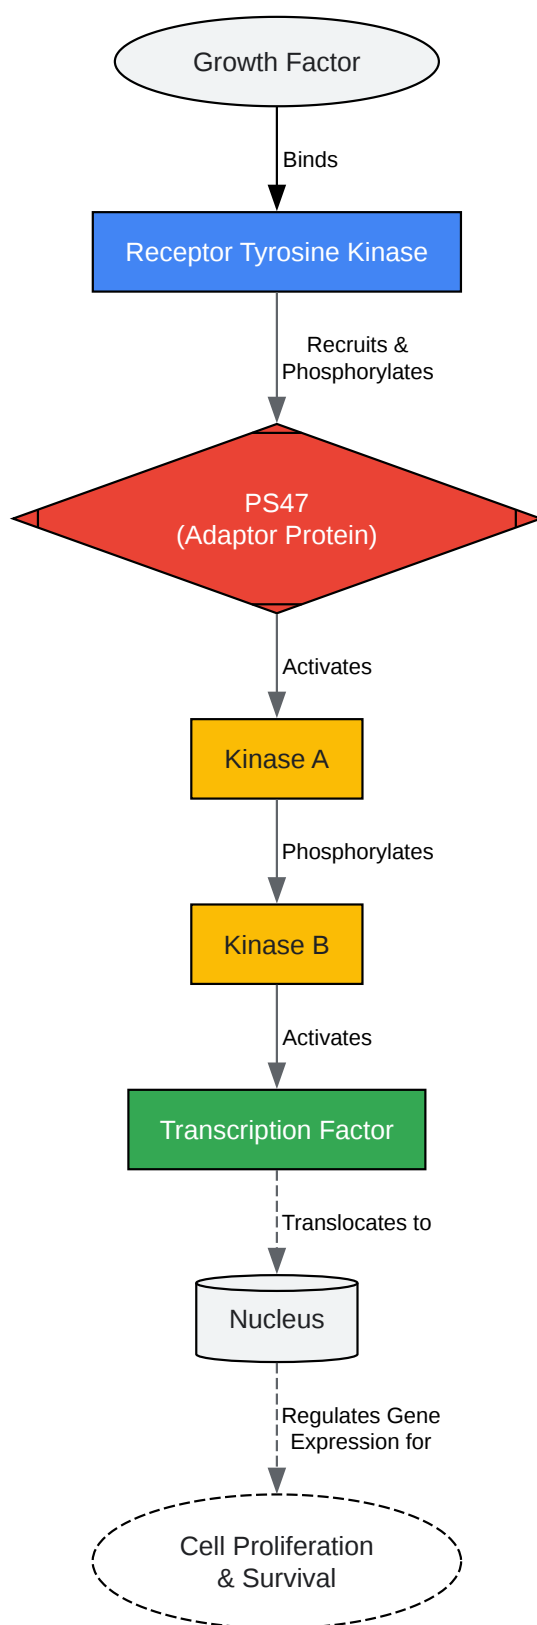 Growth Factor
Binds
Receptor Tyrosine Kinase
Recruits &
Phosphorylates
PS47
(Adaptor Protein)
Activates
Kinase A
Phosphorylates
Kinase B
Activates
Transcription Factor
Translocates to
Nucleus
Regulates Gene
Expression for
Cell Proliferation
& Survival